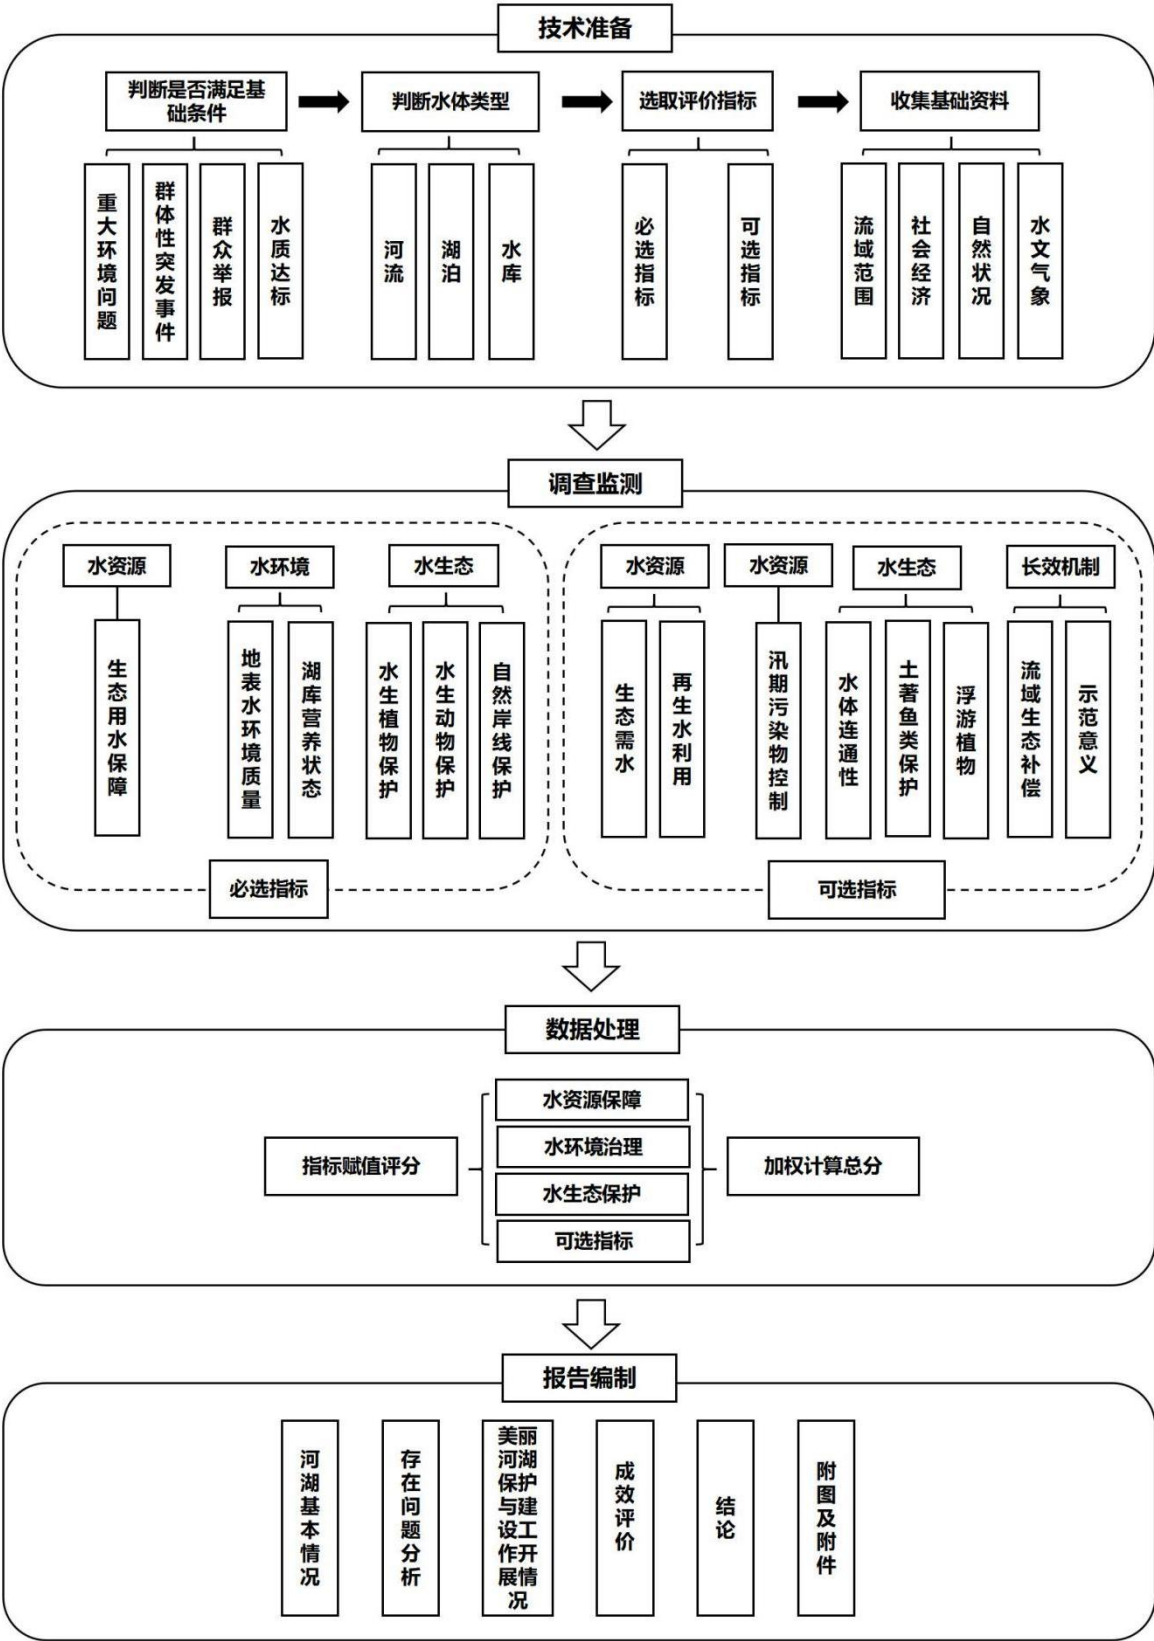 技术准备
判断是否满足基
础条件
判断水体类型
选取评价指标
收集基础资料
重大环境问题
群体性突发事件
群众举报
水质达标
河流
湖泊
水库
必选指标
可选指标
流域范围
社会经济
自然状况
水文气象
调查监测
水资源
水环境
水生态
水资源
水资源
水生态
长效机制
生态用水保障
地表水环境质量
湖库营养状态
水生植物保护
水生动物保护
自然岸线保护
生态需水
再生水利用
汛期污染物控制
水体连通性
土著鱼类保护
浮游植物
流域生态补偿
示范意义
必选指标
可选指标
数据处理
指标赋值评分
水资源保障
水环境治理
水生态保护
可选指标
加权计算总分
报告编制
河湖基本情况
存在问题分析
美丽
河湖
保护
与建
设工
作开
展情
况
成效评价
结论
附图及附件